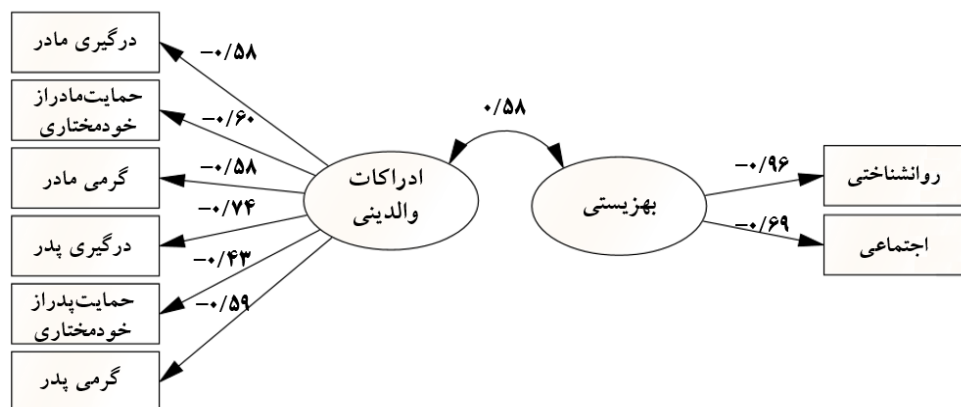 درگیری مادر
حمایت‌مادراز
خودمختاری
گرمی مادر
درگیری پدر
حمایت‌پدراز
خودمختاری
گرمی پدر
−۰/۵۸
−۰/۶۰
−۰/۵۸
−۰/۷۴
−۰/۴۳
−۰/۵۹
ادراکات
والدینی
۰/۵۸
بهزیستی
−۰/۹۶
−۰/۶۹
روانشناختی
اجتماعی